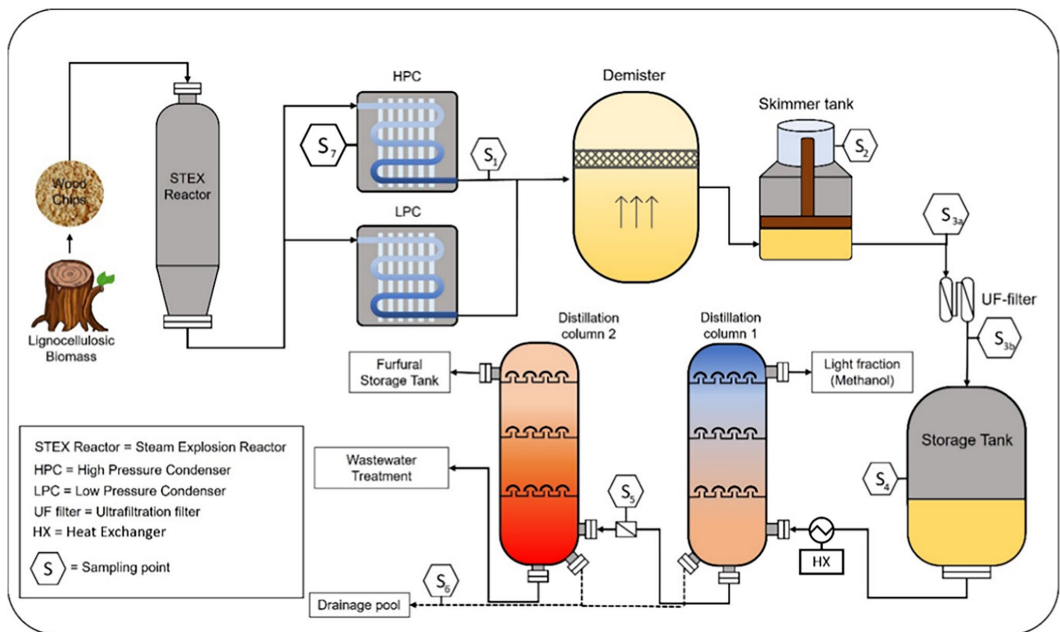 HPC
Demister
Skimmer tank
S7
S1
S2
STEX
Reactor
Wood
Chips
LPC
S3a
UF-filter
Lignocellulosic
Biomass
S3b
Distillation
column 2
Distillation
column 1
Furfural
Storage Tank
Light fraction
(Methanol)
Storage Tank
STEX Reactor = Steam Explosion Reactor
HPC = High Pressure Condenser
LPC = Low Pressure Condenser
UF filter = Ultrafiltration filter
HX = Heat Exchanger
S = Sampling point
Wastewater
Treatment
S5
S4
HX
S6
Drainage pool